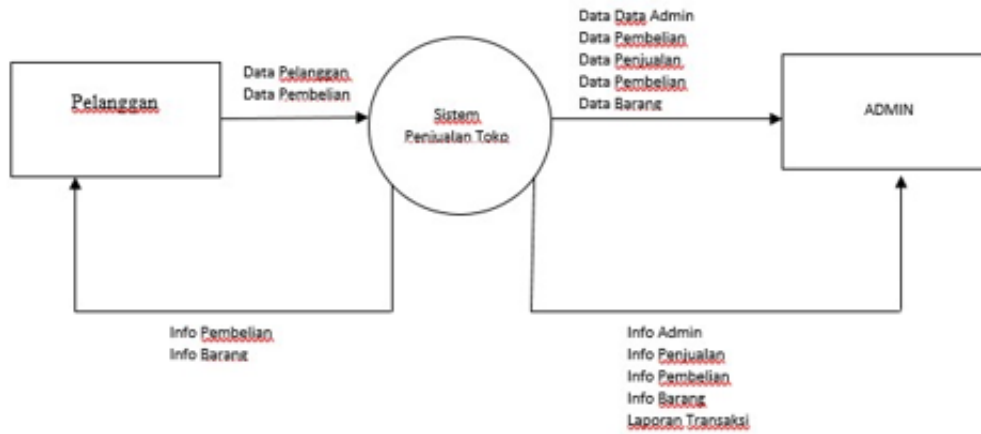 Pelanggan
Data Pelanggan
Data Pembelian
Sistem
Penjualan Toko
Data Data Admin
Data Pembelian
Data Penjualan
Data Pembelian
Data Barang
ADMIN
Info Pembelian
Info Barang
Info Admin
Info Penjualan
Info Pembelian
Info Barang
Laporan Transaksi